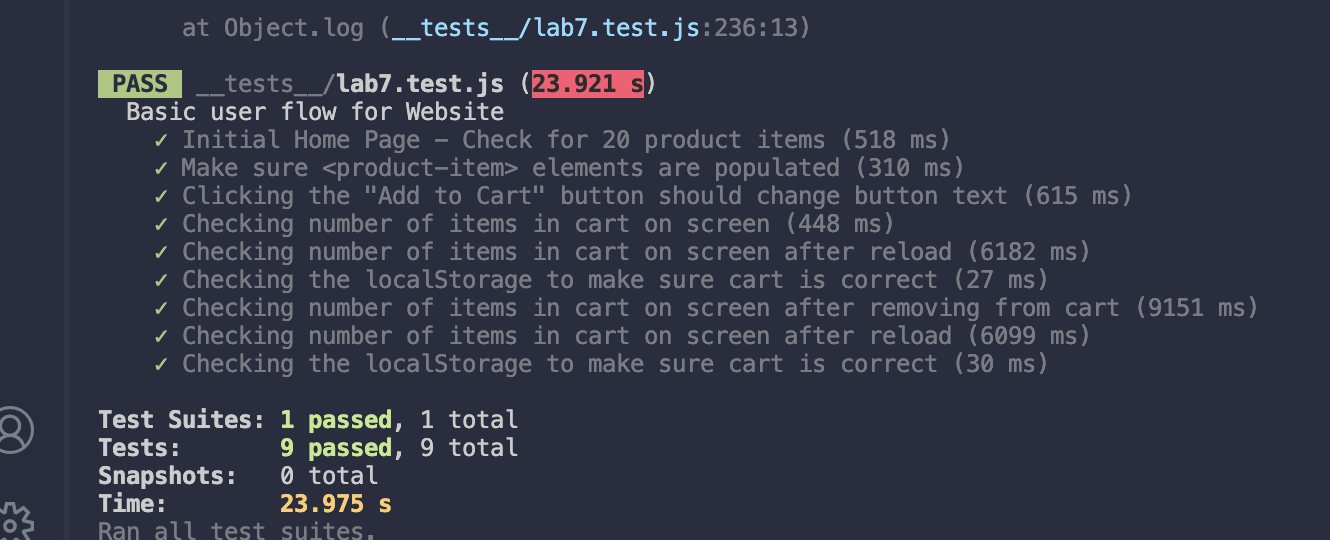 at Object.log (__tests__/lab7.test.js:236:13)
PASS __tests__/lab7.test.js (23.921 s)
Basic user flow for Website
✓ Initial Home Page - Check for 20 product items (518 ms)
✓ Make sure <product-item> elements are populated (310 ms)
✓ Clicking the "Add to Cart" button should change button text (615 ms)
✓ Checking number of items in cart on screen (448 ms)
✓ Checking number of items in cart on screen after reload (6182 ms)
✓ Checking the localStorage to make sure cart is correct (27 ms)
✓ Checking number of items in cart on screen after removing from cart (9151 ms)
✓ Checking number of items in cart on screen after reload (6099 ms)
✓ Checking the localStorage to make sure cart is correct (30 ms)
Test Suites: 1 passed, 1 total
Tests: 9 passed, 9 total
Snapshots: 0 total
Time: 23.975 s
Ran all test suites.